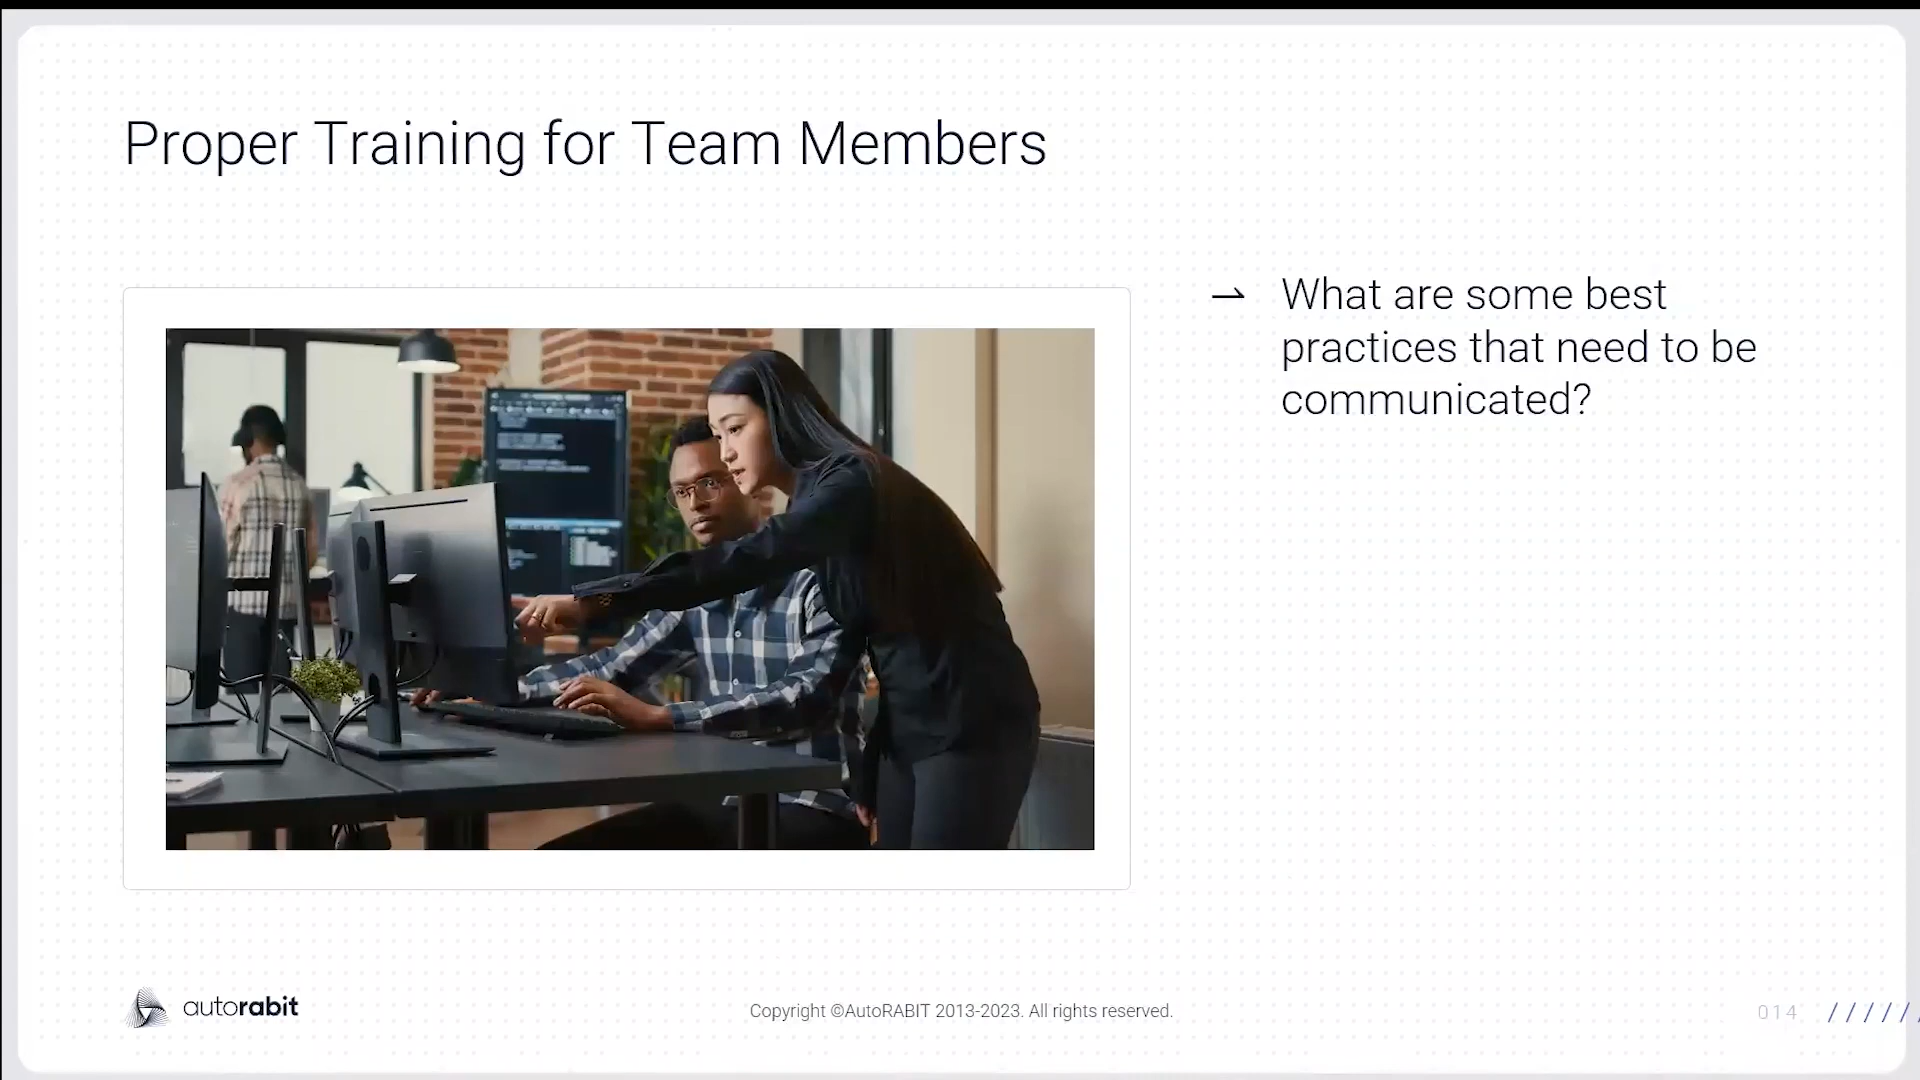 Proper Training for Team Members
→ What are some best
practices that need to be
communicated?
autorabit
Copyright ©AutoRABIT 2013-2023. All rights reserved.
014 /////